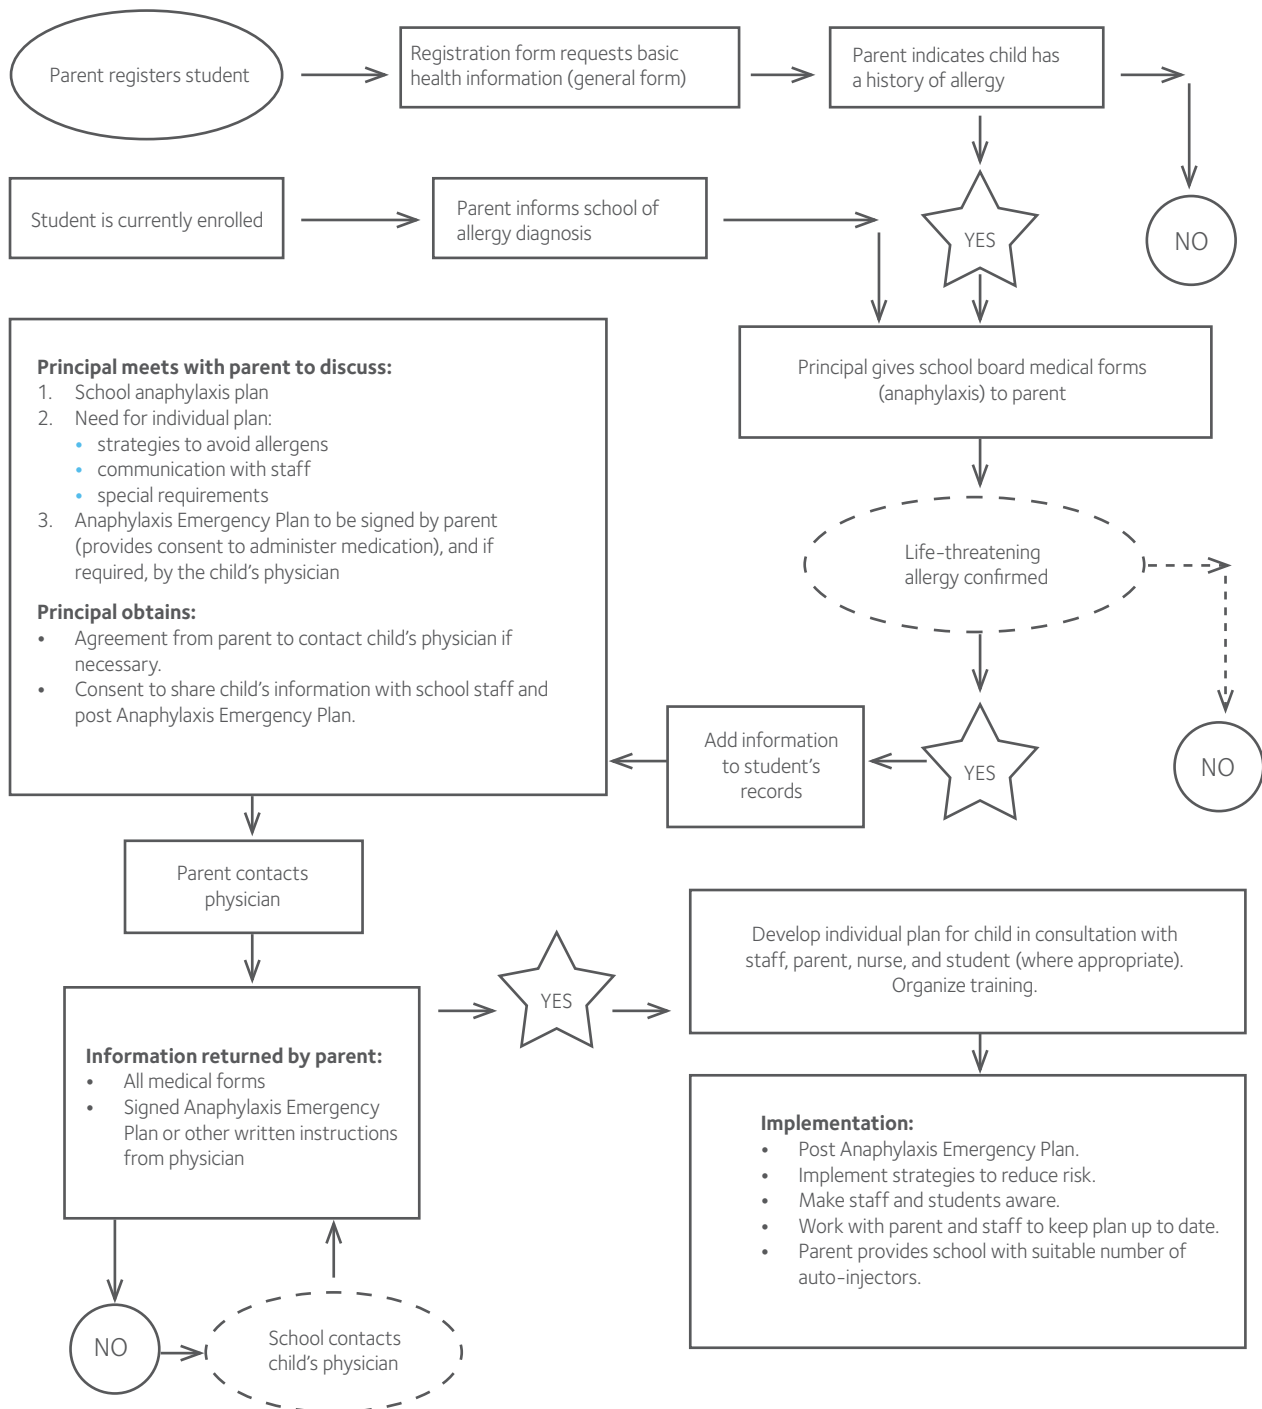 Parent registers student
Registration form requests basic
health information (general form)
Parent indicates child has
a history of allergy
Student is currently enrolled
Parent informs school of
allergy diagnosis
YES
NO
Principal gives school board medical forms
(anaphylaxis) to parent
Life-threatening
allergy confirmed
YES
NO
Add information
to student's
records
Principal meets with parent to discuss:
1. School anaphylaxis plan
2. Need for individual plan:
• strategies to avoid allergens
• communication with staff
• special requirements
3. Anaphylaxis Emergency Plan to be signed by parent
(provides consent to administer medication), and if
required, by the child's physician
Principal obtains:
• Agreement from parent to contact child's physician if
necessary.
• Consent to share child's information with school staff and
post Anaphylaxis Emergency Plan.
Parent contacts
physician
Information returned by parent:
• All medical forms
• Signed Anaphylaxis Emergency
Plan or other written instructions
from physician
YES
NO
School contacts
child's physician
Develop individual plan for child in consultation with
staff, parent, nurse, and student (where appropriate).
Organize training.
Implementation:
• Post Anaphylaxis Emergency Plan.
• Implement strategies to reduce risk.
• Make staff and students aware.
• Work with parent and staff to keep plan up to date.
• Parent provides school with suitable number of
auto-injectors.